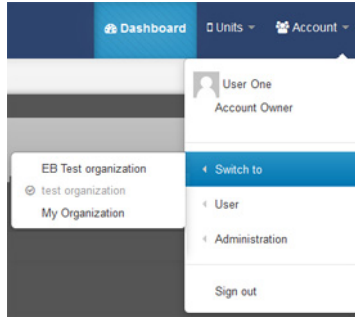 Dashboard Units Account
User One
Account Owner
EB Test organization
Switch to
test organization
User
My Organization
Administration
Sign out